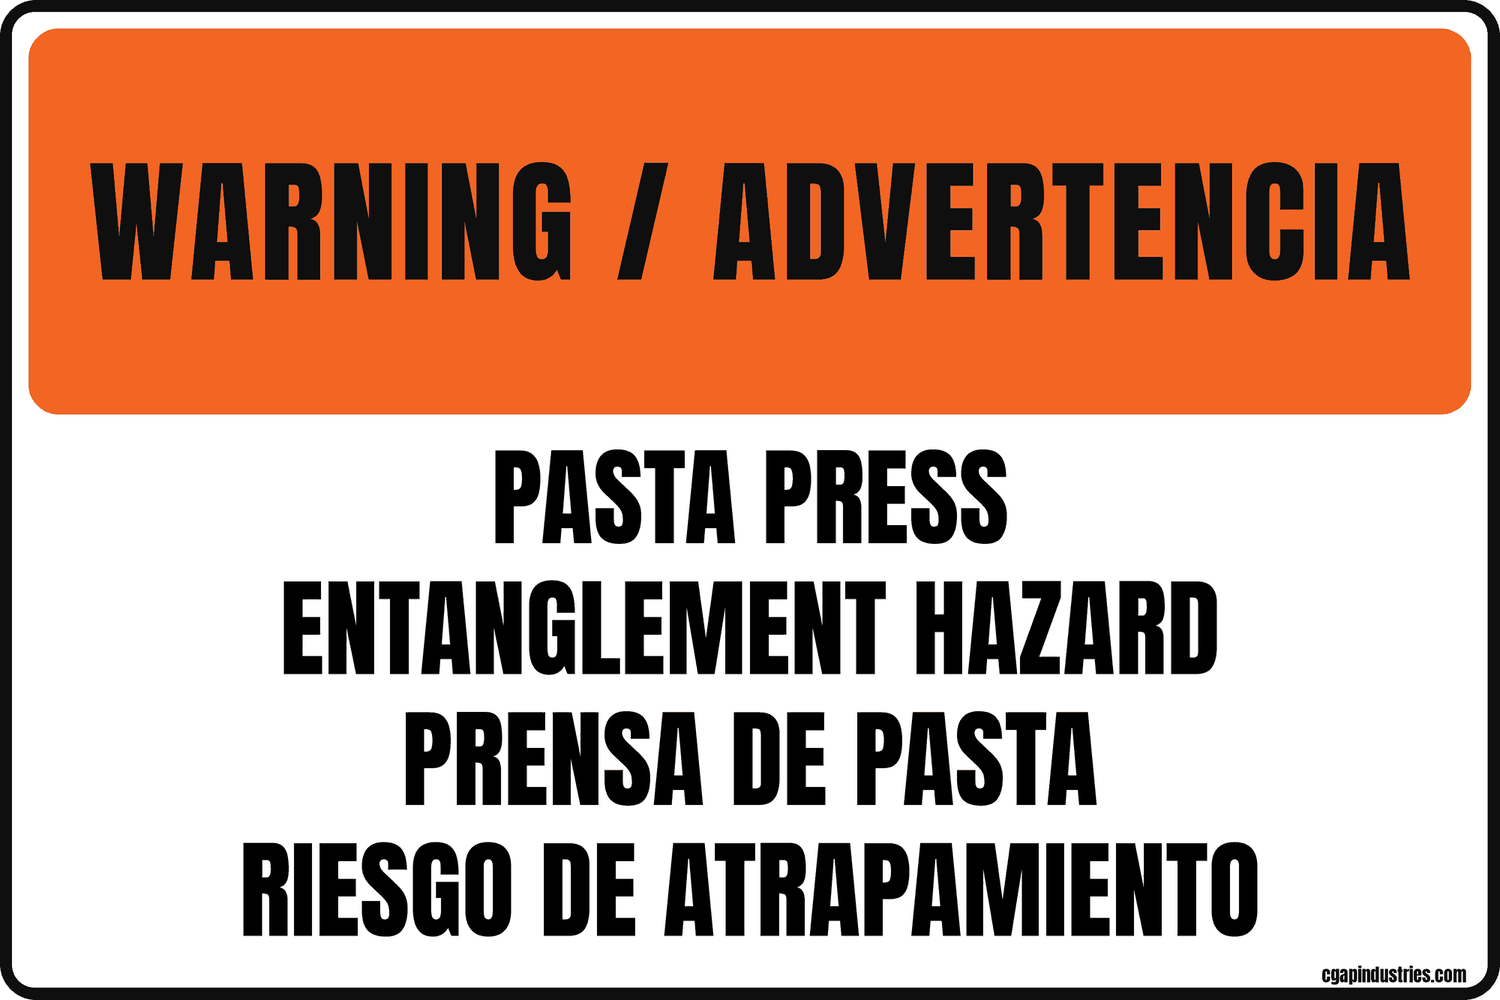 WARNING / ADVERTENCIA
PASTA PRESS
ENTANGLEMENT HAZARD
PRENSA DE PASTA
RIESGO DE ATRAPAMIENTO
cgapindustries.com